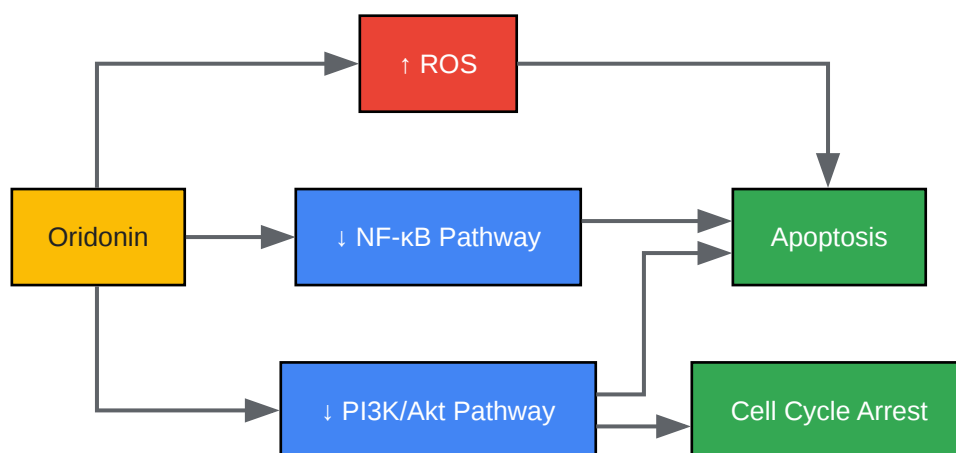 ↑ ROS
Oridonin
↓ NF-κB Pathway
Apoptosis
↓ PI3K/Akt Pathway
Cell Cycle Arrest